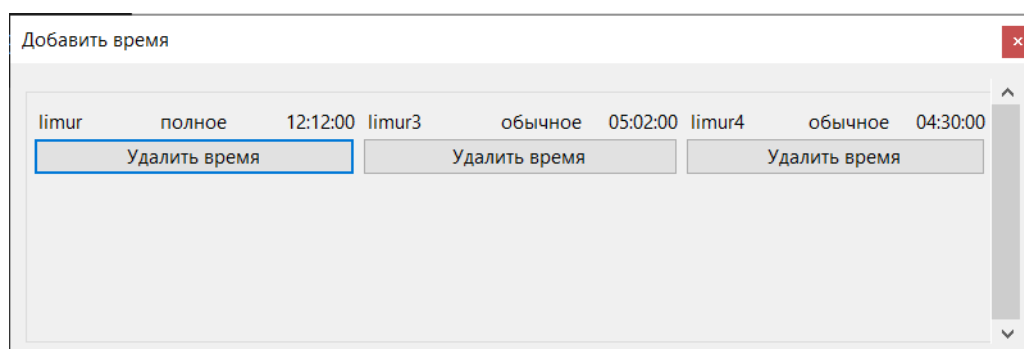 Добавить время
limur полное 12:12:00 limur3 обычное 05:02:00 limur4 обычное 04:30:00
Удалить время Удалить время Удалить время